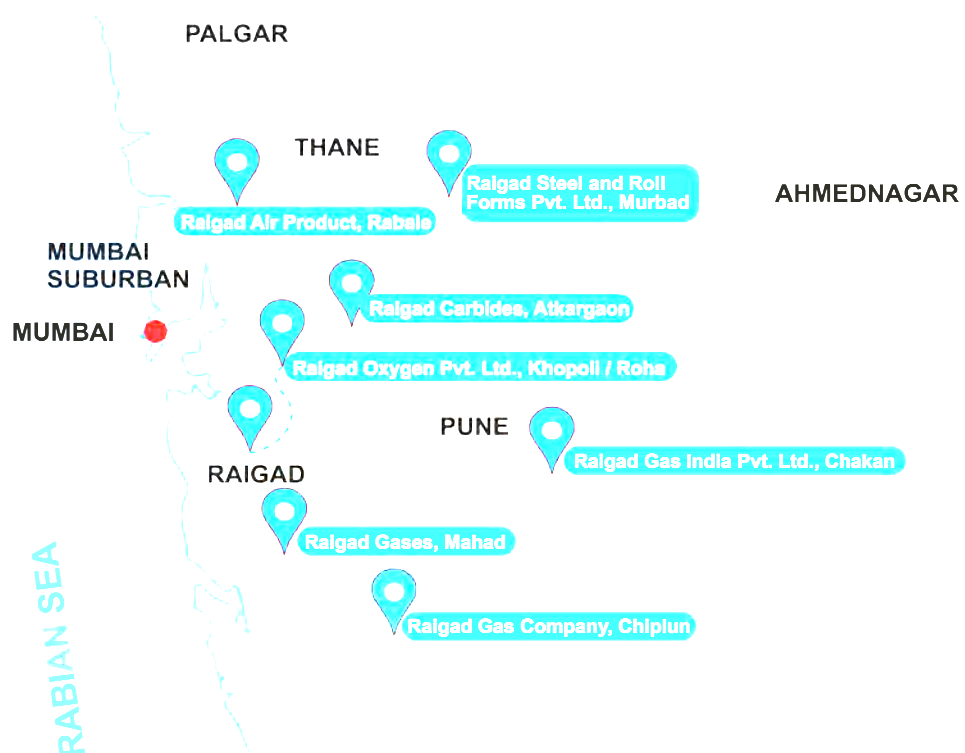 PALGAR
THANE
Raigad Steel and Roll
Forms Pvt. Ltd., Murbad
AHMEDNAGAR
Raigad Air Product, Rabale
MUMBAI
SUBURBAN
Raigad Carbides, Atkargaon
MUMBAI
Raigad Oxygen Pvt. Ltd., Khopoli / Roha
PUNE
Raigad Gas India Pvt. Ltd., Chakan
RAIGAD
Raigad Gases, Mahad
Raigad Gas Company, Chiplun
RABIAN SEA